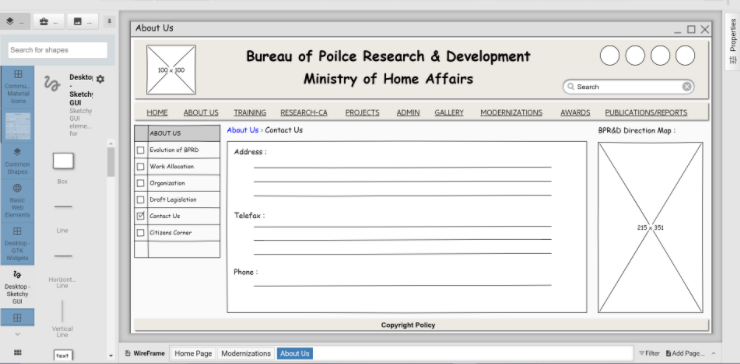 ... ... ...
Search for shapes
Properties
Commu...
Material
Icons
Common
Shapes
Basic
Web
Elements
Desktop -
GTK
Widgets
Desktop -
Sketchy
GUI
Desktop
- Sketchy
GUI
Sketchy
GUI
eleme...
for
Box
Line
Horizont...
Line
Vertical
Line
text
About Us
100 x 100
Bureau of Poilce Research & Development
Ministry of Home Affairs
Search
HOME ABOUT US TRAINING RESEARCH-CA PROJECTS ADMIN GALLERY MODERNIZATIONS AWARDS PUBLICATIONS/REPORTS
ABOUT US
Evolution of BPRD
Work Allocation
Organization
Draft Legisletion
Contact Us
Citizens Corner
About Us > Contact Us
Address :
Telefax :
Phone :
BPR&D Direction Map :
215 x 351
Copyright Policy
WireFrame Home Page Modernizations About Us Filter Add Page...